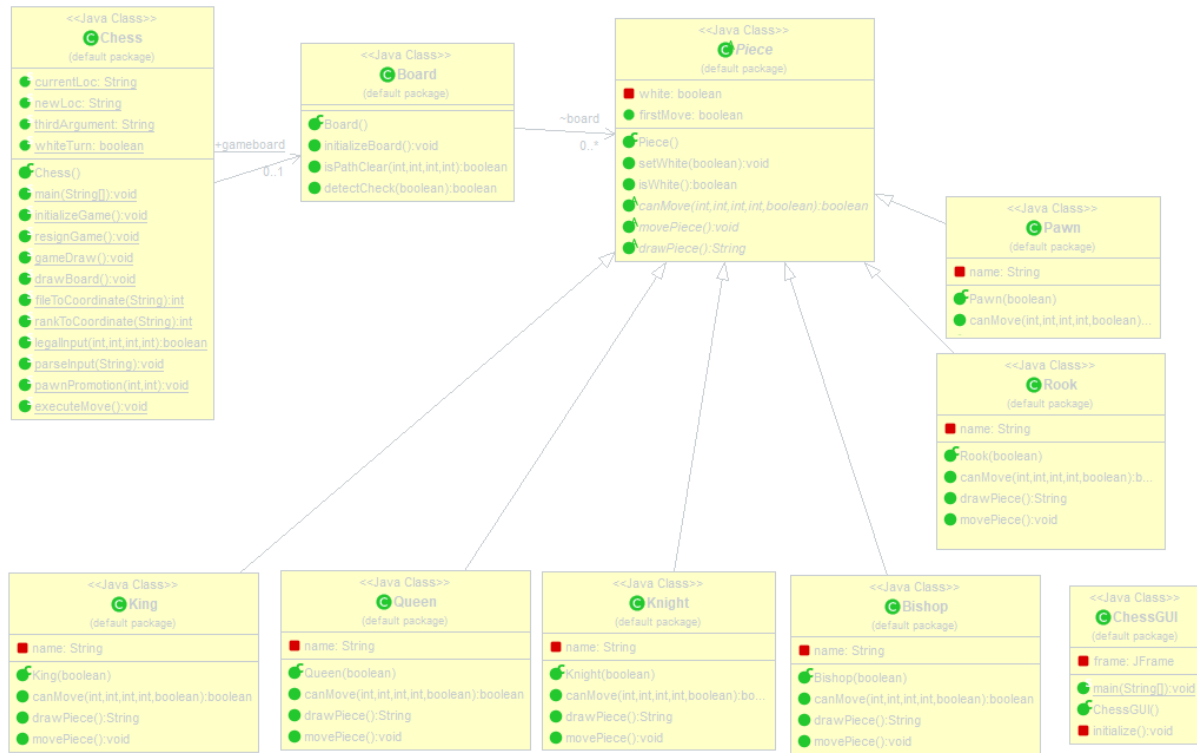 <<Java Class>>
Chess
(default package)
currentLoc: String
newLoc: String
thirdArgument: String
whiteTurn: boolean
Chess()
main(String[]):void
initializeGame():void
resignGame():void
gameDraw():void
drawBoard():void
fileToCoordinate(String):int
rankToCoordinate(String):int
legalInput(int,int,int,int):boolean
parseInput(String):void
pawnPromotion(int,int):void
executeMove():void
+gameboard
0..1
<<Java Class>>
Board
(default package)
Board()
initializeBoard():void
isPathClear(int,int,int,int):boolean
detectCheck(boolean):boolean
~board
0..*
<<Java Class>>
Piece
(default package)
white: boolean
firstMove: boolean
Piece()
setWhite(boolean):void
isWhite():boolean
canMove(int,int,int,int,boolean):boolean
movePiece():void
drawPiece():String
<<Java Class>>
Pawn
(default package)
name: String
Pawn(boolean)
canMove(int,int,int,int,boolean)...
<<Java Class>>
Rook
(default package)
name: String
Rook(boolean)
canMove(int,int,int,int,boolean):b...
drawPiece():String
movePiece():void
<<Java Class>>
King
(default package)
name: String
King(boolean)
canMove(int,int,int,int,boolean):boolean
drawPiece():String
movePiece():void
<<Java Class>>
Queen
(default package)
name: String
Queen(boolean)
canMove(int,int,int,int,boolean):boolean
drawPiece():String
movePiece():void
<<Java Class>>
Knight
(default package)
name: String
Knight(boolean)
canMove(int,int,int,int,boolean):bo...
drawPiece():String
movePiece():void
<<Java Class>>
Bishop
(default package)
name: String
Bishop(boolean)
canMove(int,int,int,int,boolean):boolean
drawPiece():String
movePiece():void
<<Java Class>>
ChessGUI
(default package)
frame: JFrame
main(String[]):void
ChessGUI()
initialize():void